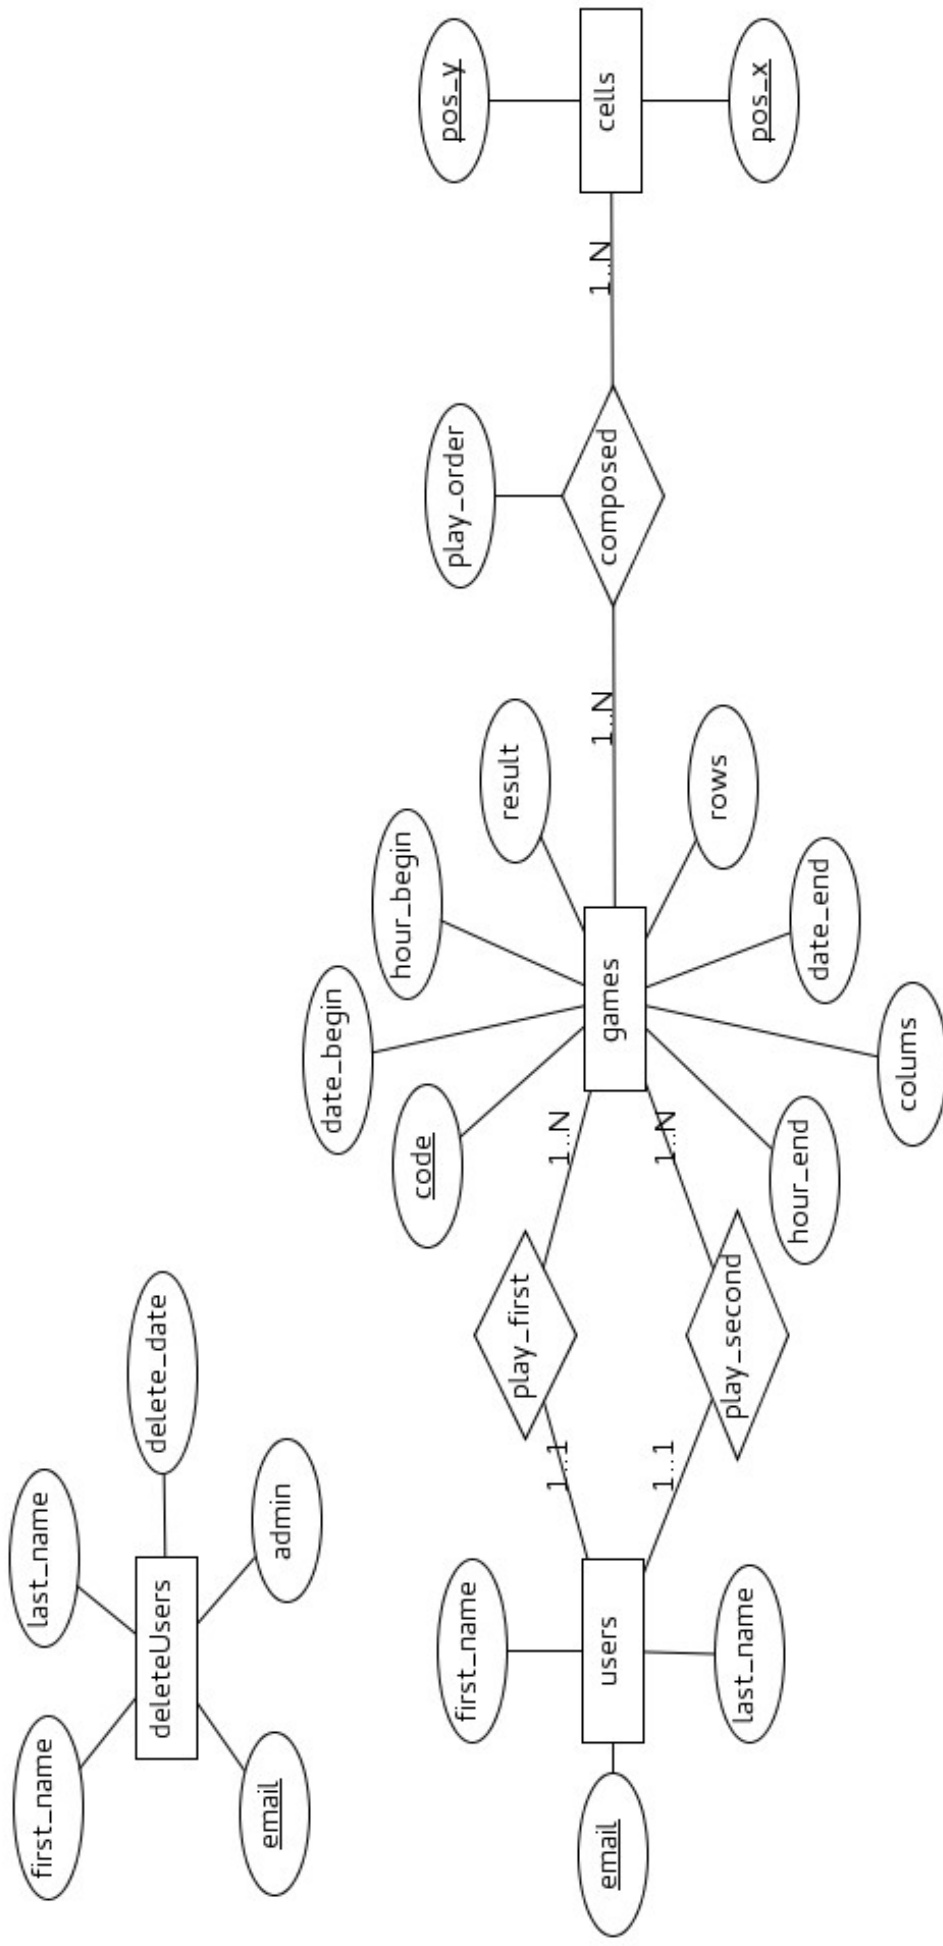 first_name
last_name
deleteUsers
delete_date
email
admin
first_name
email
users
last_name
1..1
1..1
play_first
play_second
1..N
1..N
code
date_begin
hour_begin
result
games
hour_end
colums
date_end
rows
1..N
play_order
composed
1..N
pos_y
cells
pos_x